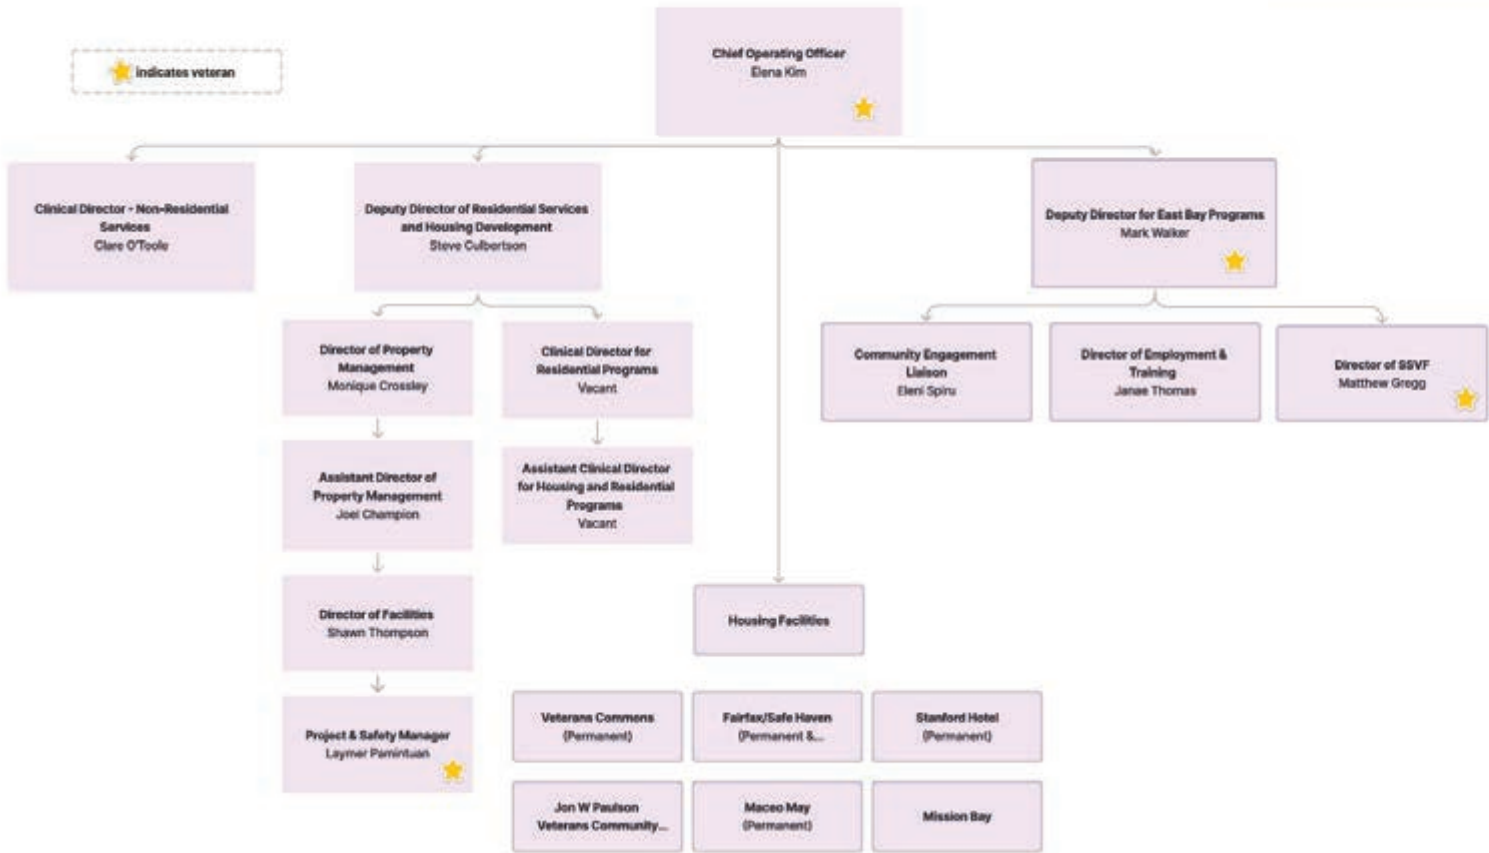 indicates veteran
Chief Operating Officer
Elena Kim
Clinical Director - Non-Residential
Services
Clare O'Toole
Deputy Director of Residential Services
and Housing Development
Steve Culbertson
Deputy Director for East Bay Programs
Mark Walker
Director of Property
Management
Monique Crossley
Clinical Director for
Residential Programs
Vacant
Community Engagement
Liaison
Eleni Spiru
Director of Employment &
Training
Janae Thomas
Director of SSVF
Matthew Gregg
Assistant Director of
Property Management
Joel Champion
Assistant Clinical Director
for Housing and Residential
Programs
Vacant
Director of Facilities
Shawn Thompson
Housing Facilities
Project & Safety Manager
Laymer Pamintuan
Veterans Commons
(Permanent)
Fairfax/Safe Haven
(Permanent &...
Stanford Hotel
(Permanent)
Jon W Paulson
Veterans Community...
Maceo May
(Permanent)
Mission Bay